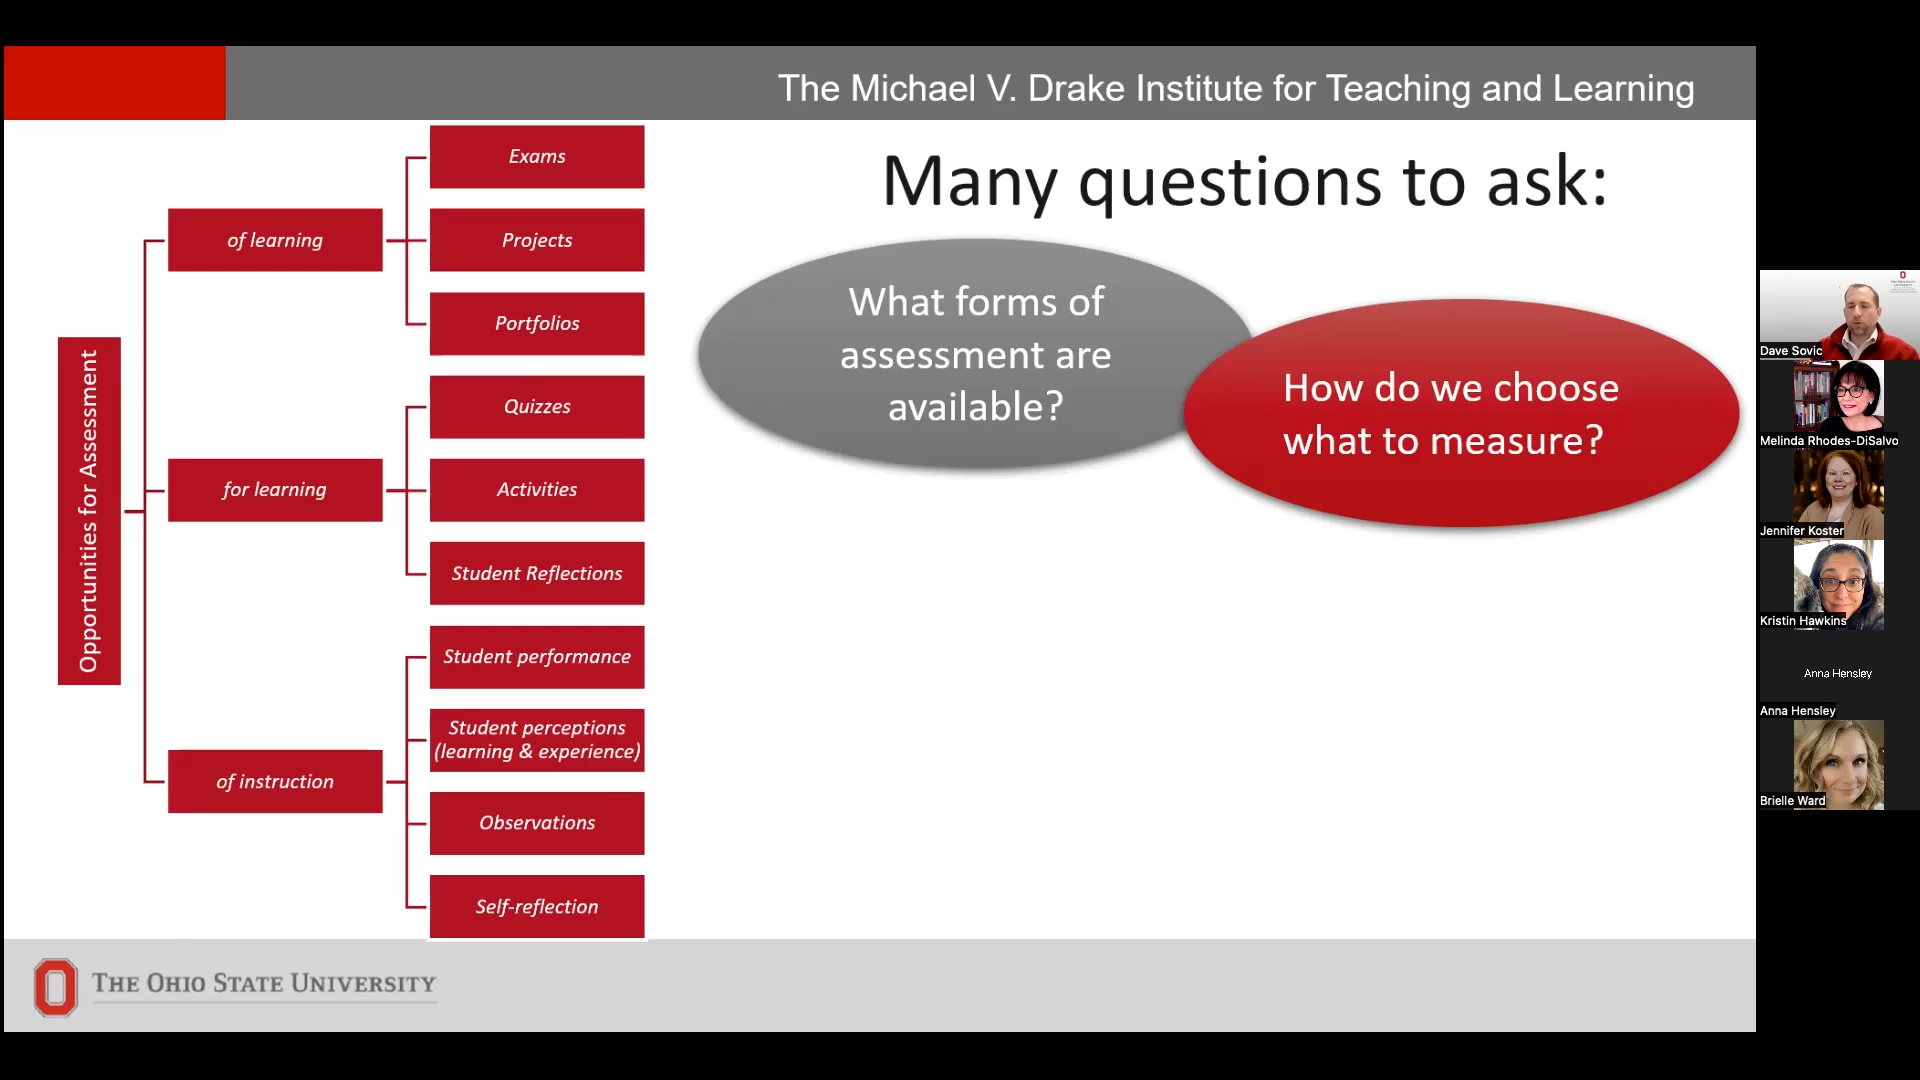 The Michael V. Drake Institute for Teaching and Learning
Opportunities for Assessment
of learning
Exams
Projects
Portfolios
for learning
Quizzes
Activities
Student Reflections
of instruction
Student performance
Student perceptions
(learning & experience)
Observations
Self-reflection
Many questions to ask:
What forms of
assessment are
available?
How do we choose
what to measure?
THE OHIO STATE UNIVERSITY
Dave Sovic
Melinda Rhodes-DiSalvo
Jennifer Koster
Kristin Hawkins
Anna Hensley
Anna Hensley
Brielle Ward